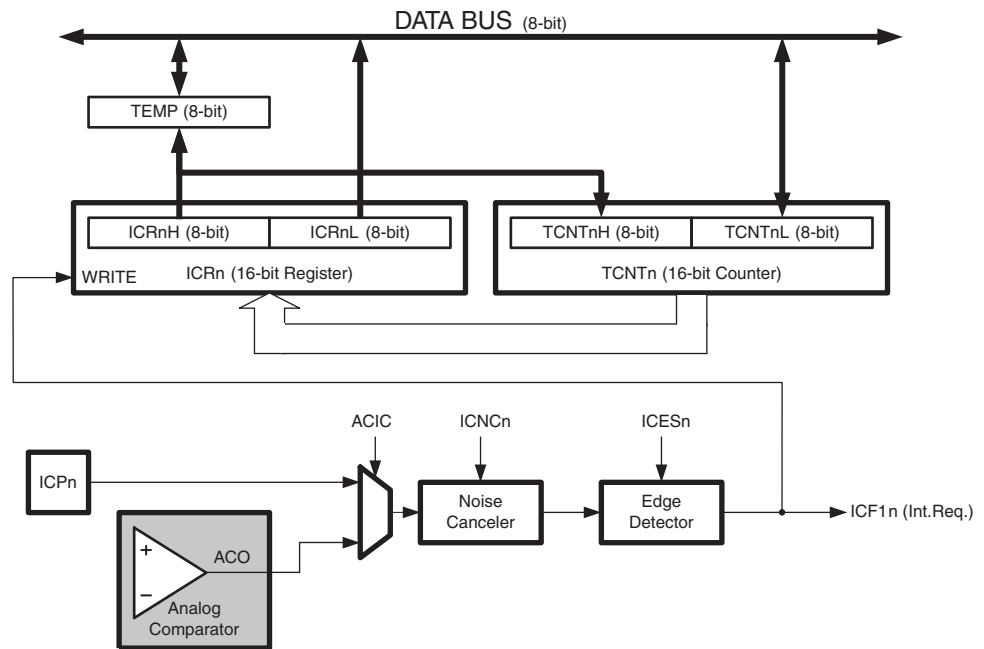 DATA BUS (8-bit)
TEMP (8-bit)
ICRnH (8-bit) ICRnL (8-bit) TCNTnH (8-bit) TCNTnL (8-bit)
WRITE ICRn (16-bit Register) TCNTn (16-bit Counter)
ACIC ICNCn ICESn
ICPn
Noise
Canceler
Edge
Detector
ICF1n (Int.Req.)
+
ACO
−
Analog
Comparator